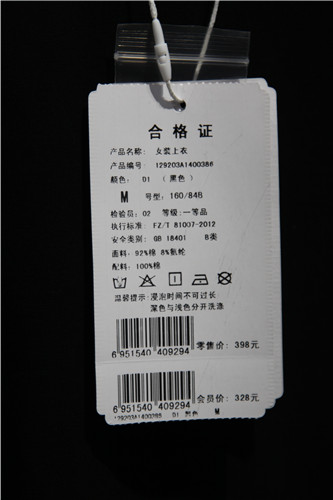 合格证
产品名称: 女装上衣
产品编号: 129203A1400386
颜色: D1 (黑色)
M 号型:160/84B
检验员:02 等级:一等品
执行标准: FZ/T 81007-2012
安全类别: GB 18401 B类
面料:92%棉 8%氨纶
配料:100%棉
温馨提示:浸泡时间不可过长
深色与浅色分开洗涤
零售价: 398元
6 951540 409294
会员价: 328元
6 951540 409294
129203A1400386 D1 黑色 M